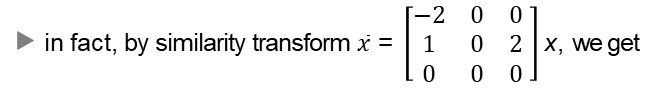 ▶ in fact, by similarity transform ẋ = [−2 0 0; 1 0 2; 0 0 0] x, we get